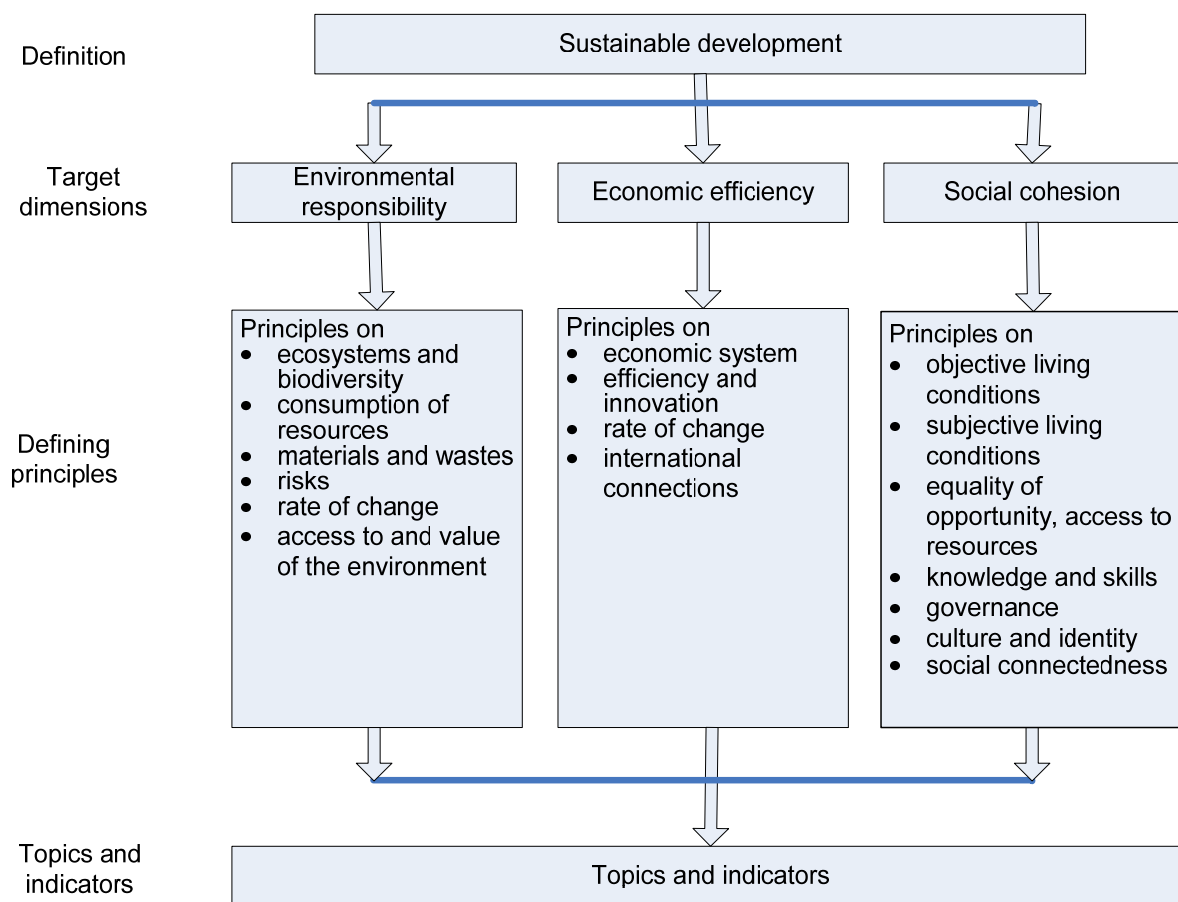 Definition
Sustainable development
Target
dimensions
Environmental
responsibility
Economic efficiency
Social cohesion
Defining
principles
Principles on
• ecosystems and
biodiversity
• consumption of
resources
• materials and wastes
• risks
• rate of change
• access to and value
of the environment
Principles on
• economic system
• efficiency and
innovation
• rate of change
• international
connections
Principles on
• objective living
conditions
• subjective living
conditions
• equality of
opportunity, access to
resources
• knowledge and skills
• governance
• culture and identity
• social connectedness
Topics and
indicators
Topics and indicators